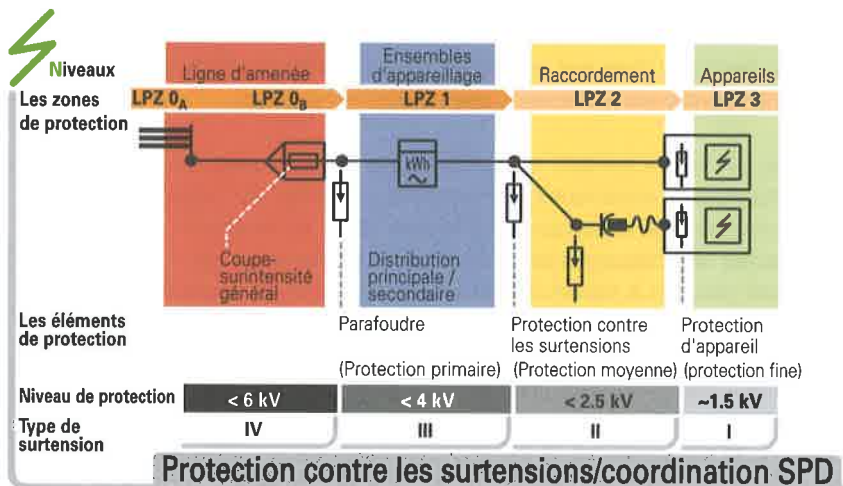 Niveaux
Ligne d'amenée
Ensembles
d'appareillage
Raccordement
Appareils
Les zones
de protection
LPZ 0A
LPZ 0B
LPZ 1
LPZ 2
LPZ 3
kWh
~
Coupe-
surintensité
général
Distribution
principale /
secondaire
Les éléments
de protection
Parafoudre
(Protection primaire)
Protection contre
les surtensions
(Protection moyenne)
Protection
d'appareil
(protection fine)
Niveau de protection
< 6 kV
< 4 kV
< 2.5 kV
~1.5 kV
Type de
surtension
IV
III
II
I
Protection contre les surtensions/coordination SPD